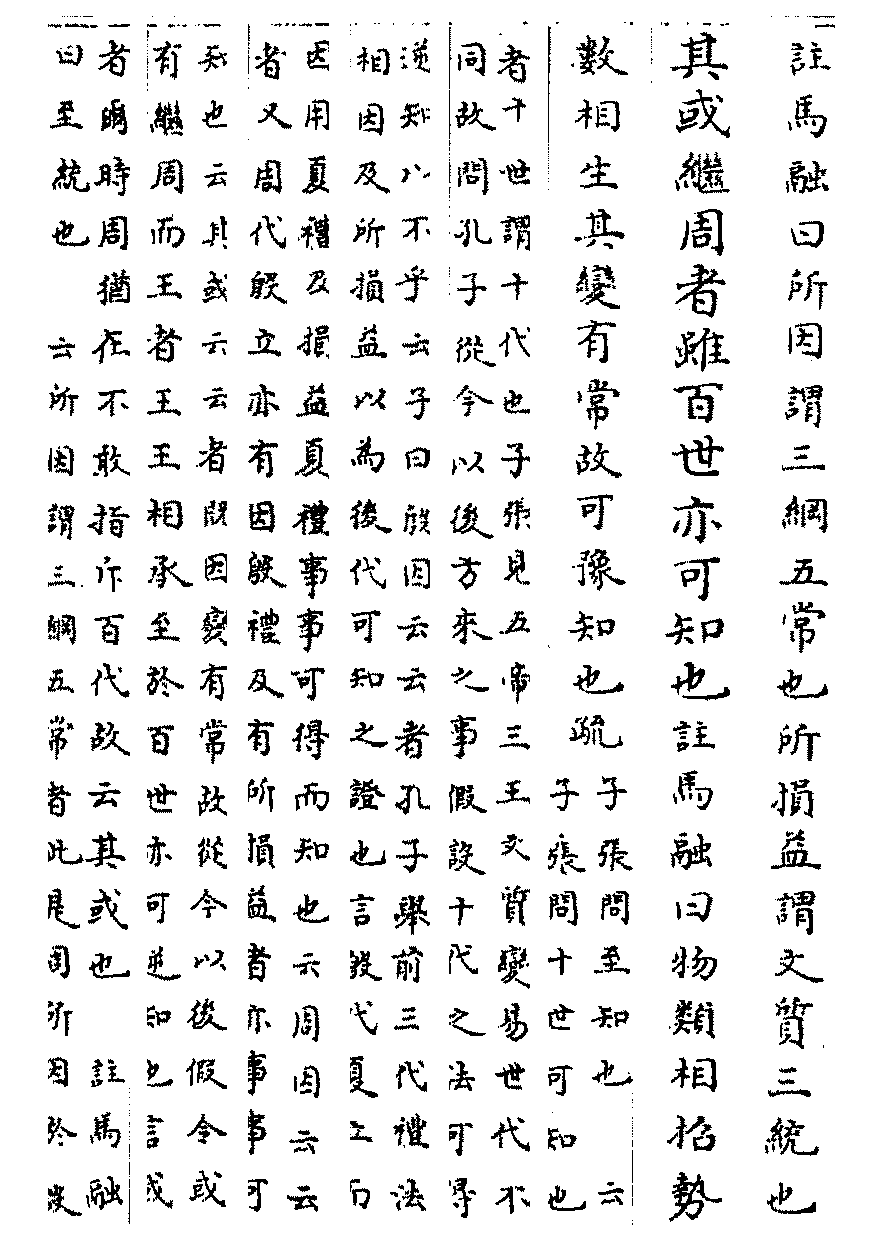 註馬融曰所因謂三綱五常也所損益謂文質三統也
其或繼周者雖百世亦可知也註馬融曰物類相招勢
數相生其變有常故可豫知也疏子張問至知也　云
子張問十世可知也
者十世謂十代也子張見五帝三王文質變易世代不
同故問孔子從今以後方來之事假設十代之法可得
逆知以不乎云子曰殷因云云者孔子舉前三代禮法
相因及所損益以為後代可知之證也言殷代夏立而
因用夏禮及損益夏禮事事可得而知也云周因云云
者又周代殷立亦有因殷禮及有所損益者亦事事可
知也云其或云云者既因變有常故從今以後假令或
有繼周而王者王王相承至於百世亦可逆知也言或
者爾時周猶在不敢指斥百代故云其或也　註馬融
曰至統也　云所因謂三綱五常者此是周所因於殷